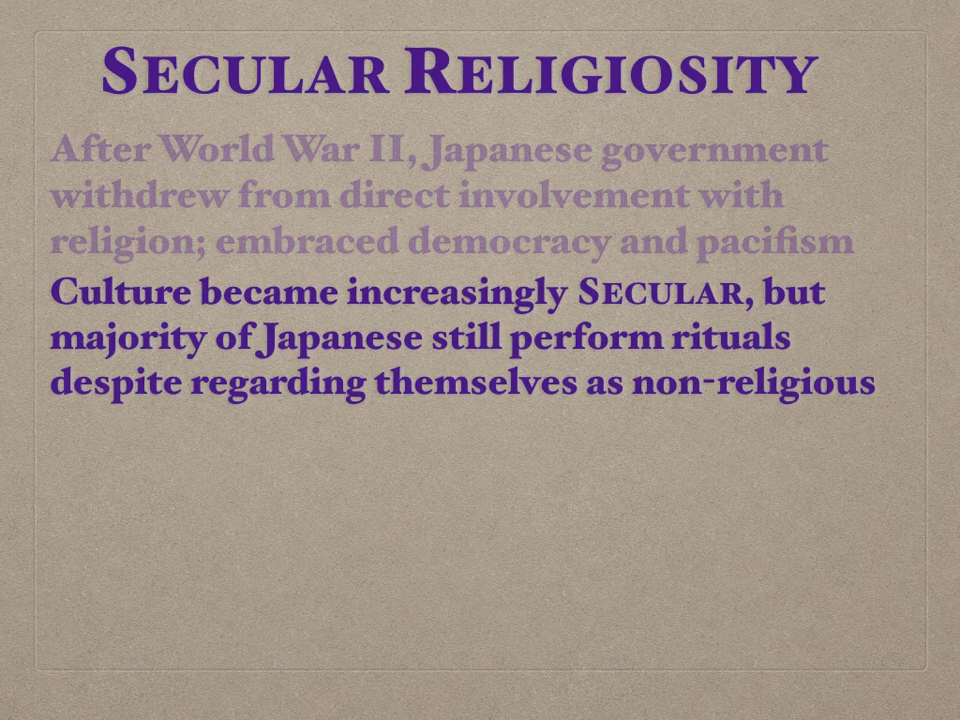 SECULAR RELIGIOSITY
After World War II, Japanese government
withdrew from direct involvement with
religion; embraced democracy and pacifism
Culture became increasingly SECULAR, but
majority of Japanese still perform rituals
despite regarding themselves as non-religious